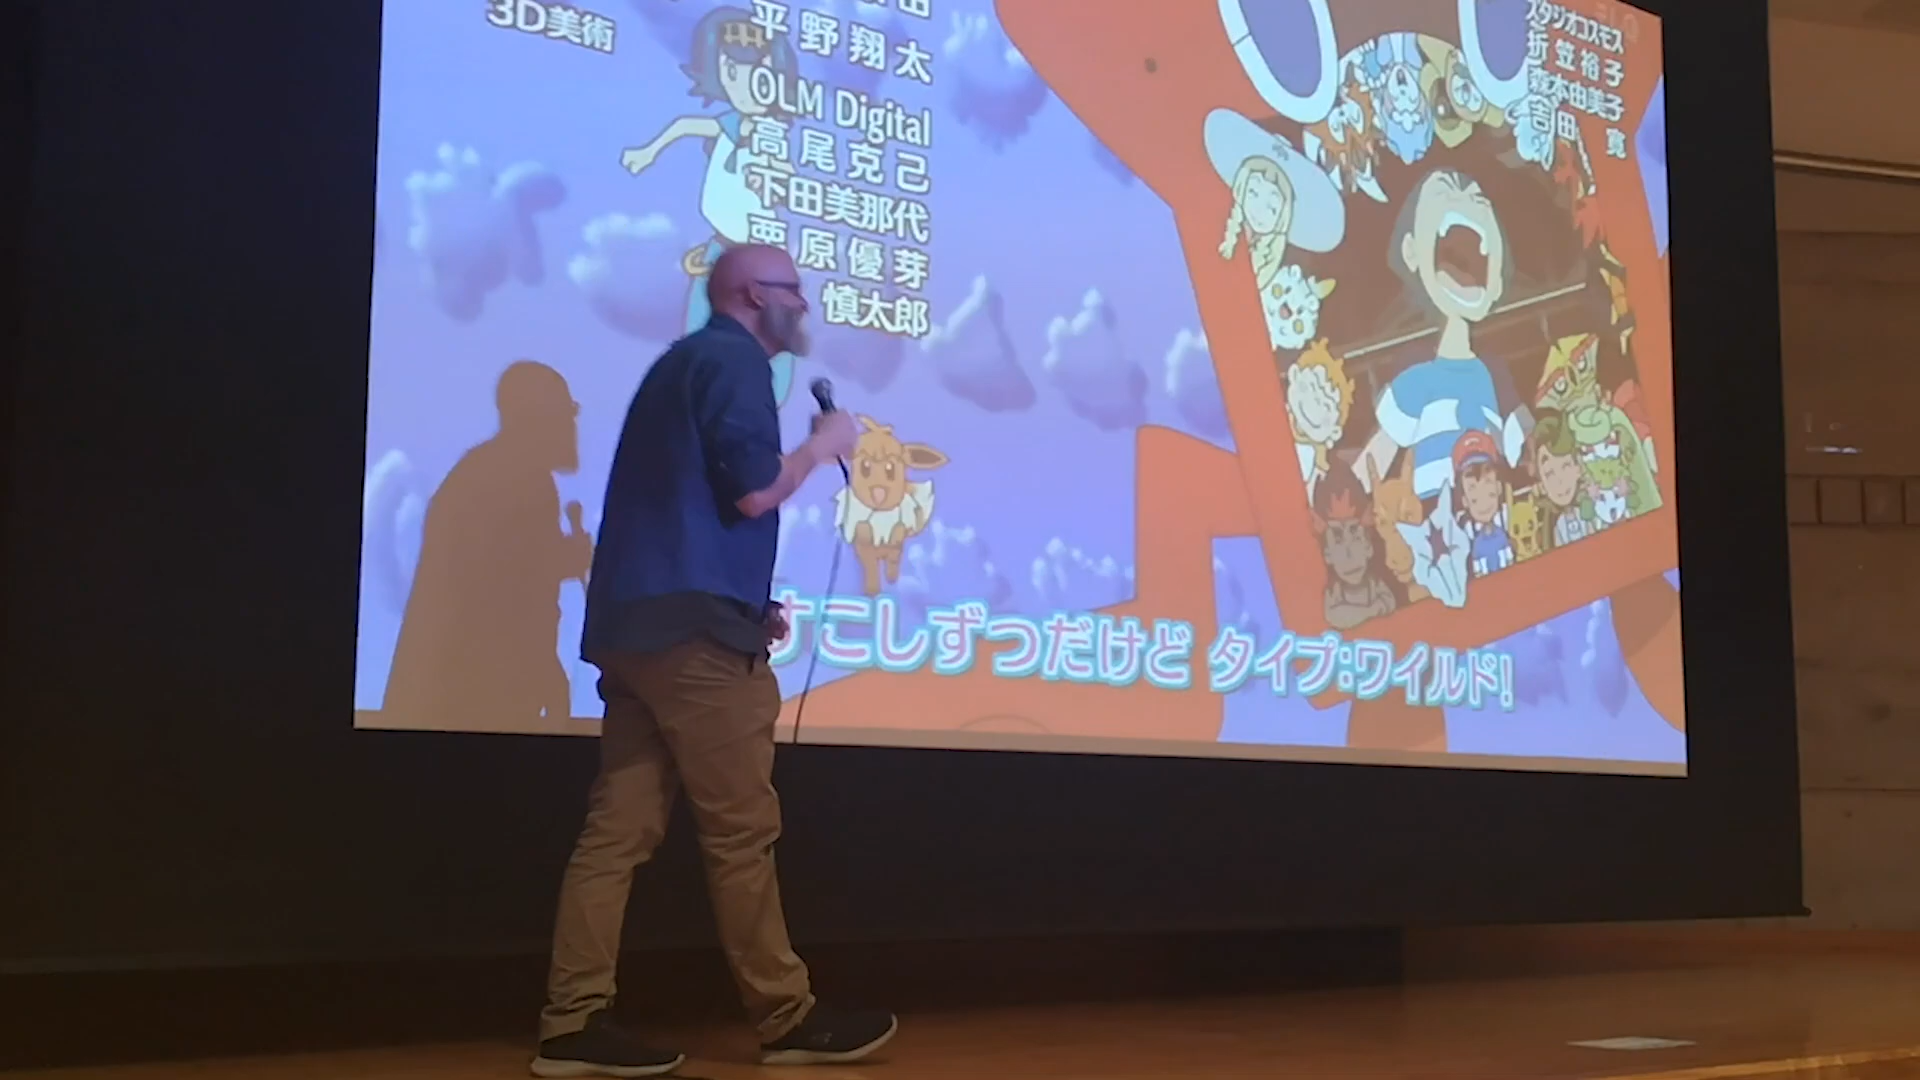 3D美術
平野翔太
OLM Digital
高尾克己
下田美那代
栗原優芽
慎太郎
スタジオコスモス
折笠裕子
森本由美子
吉田 寛
すこしずつだけど タイプ:ワイルド!